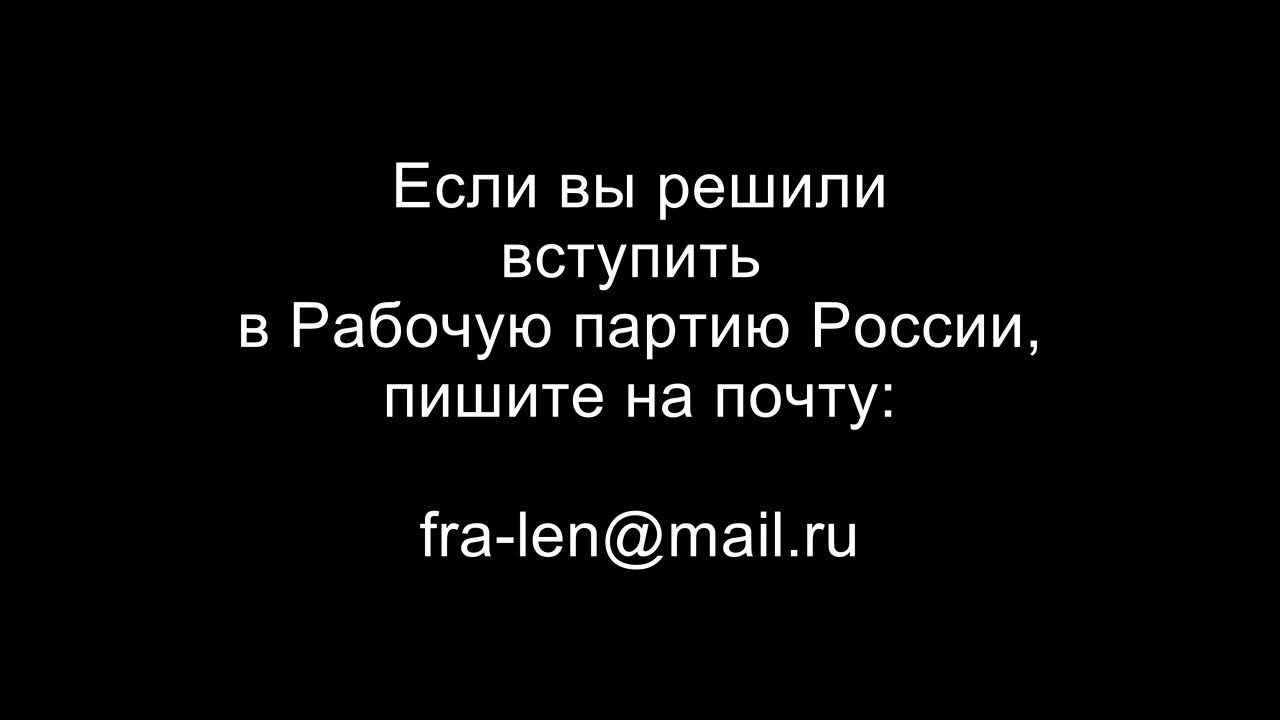 Если вы решили
вступить
в Рабочую партию России,
пишите на почту:
fra-len@mail.ru